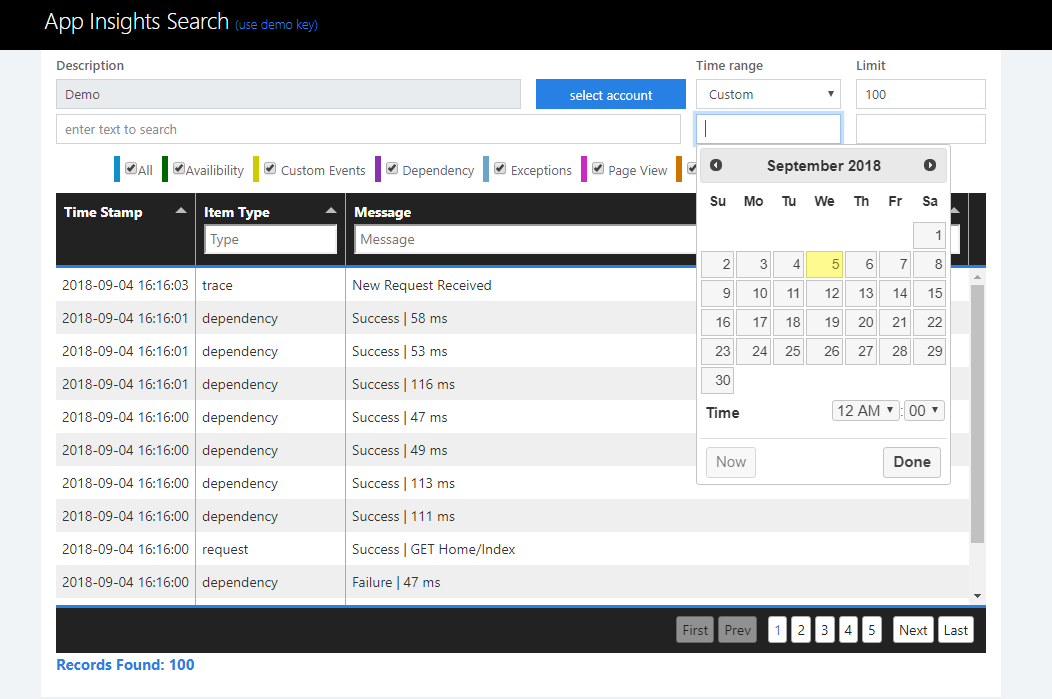 App Insights Search (use demo key)
Description
Time range
Limit
Demo
select account
Custom
100
enter text to search
All
Availibility
Custom Events
Dependency
Exceptions
Page View
September 2018
Su Mo Tu We Th Fr Sa
1
2 3 4 5 6 7 8
9 10 11 12 13 14 15
16 17 18 19 20 21 22
23 24 25 26 27 28 29
30
Time 12 AM : 00
Now Done
Time Stamp Item Type Message
Type Message
2018-09-04 16:16:03 trace New Request Received
2018-09-04 16:16:01 dependency Success | 58 ms
2018-09-04 16:16:01 dependency Success | 53 ms
2018-09-04 16:16:01 dependency Success | 116 ms
2018-09-04 16:16:00 dependency Success | 47 ms
2018-09-04 16:16:00 dependency Success | 49 ms
2018-09-04 16:16:00 dependency Success | 113 ms
2018-09-04 16:16:00 dependency Success | 111 ms
2018-09-04 16:16:00 request Success | GET Home/Index
2018-09-04 16:16:00 dependency Failure | 47 ms
First Prev 1 2 3 4 5 Next Last
Records Found: 100